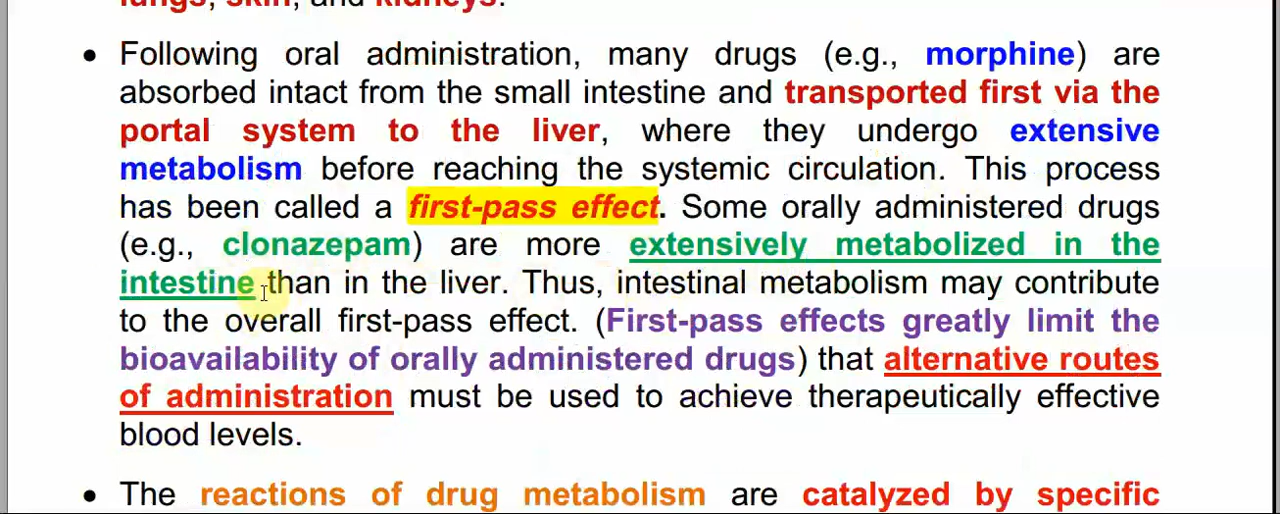 lungs, skin, and kidneys.
• Following oral administration, many drugs (e.g., morphine) are
absorbed intact from the small intestine and transported first via the
portal system to the liver, where they undergo extensive
metabolism before reaching the systemic circulation. This process
has been called a first-pass effect. Some orally administered drugs
(e.g., clonazepam) are more extensively metabolized in the
intestine than in the liver. Thus, intestinal metabolism may contribute
to the overall first-pass effect. (First-pass effects greatly limit the
bioavailability of orally administered drugs) that alternative routes
of administration must be used to achieve therapeutically effective
blood levels.
• The reactions of drug metabolism are catalyzed by specific